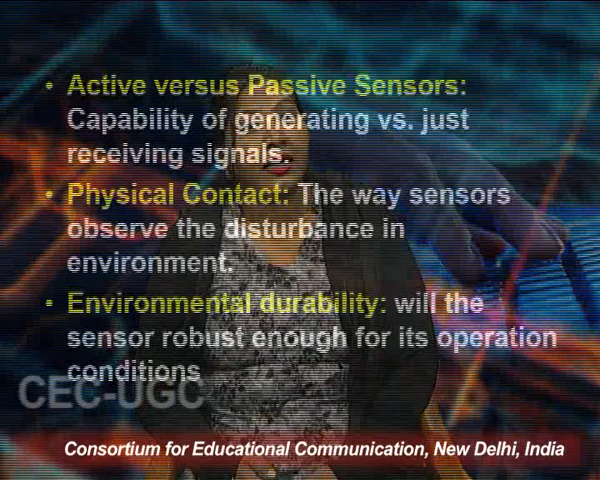 • Active versus Passive Sensors:
Capability of generating vs. just
receiving signals.
• Physical Contact: The way sensors
observe the disturbance in
environment.
• Environmental durability: will the
sensor robust enough for its operation
conditions
CEC-UGC
Consortium for Educational Communication, New Delhi, India